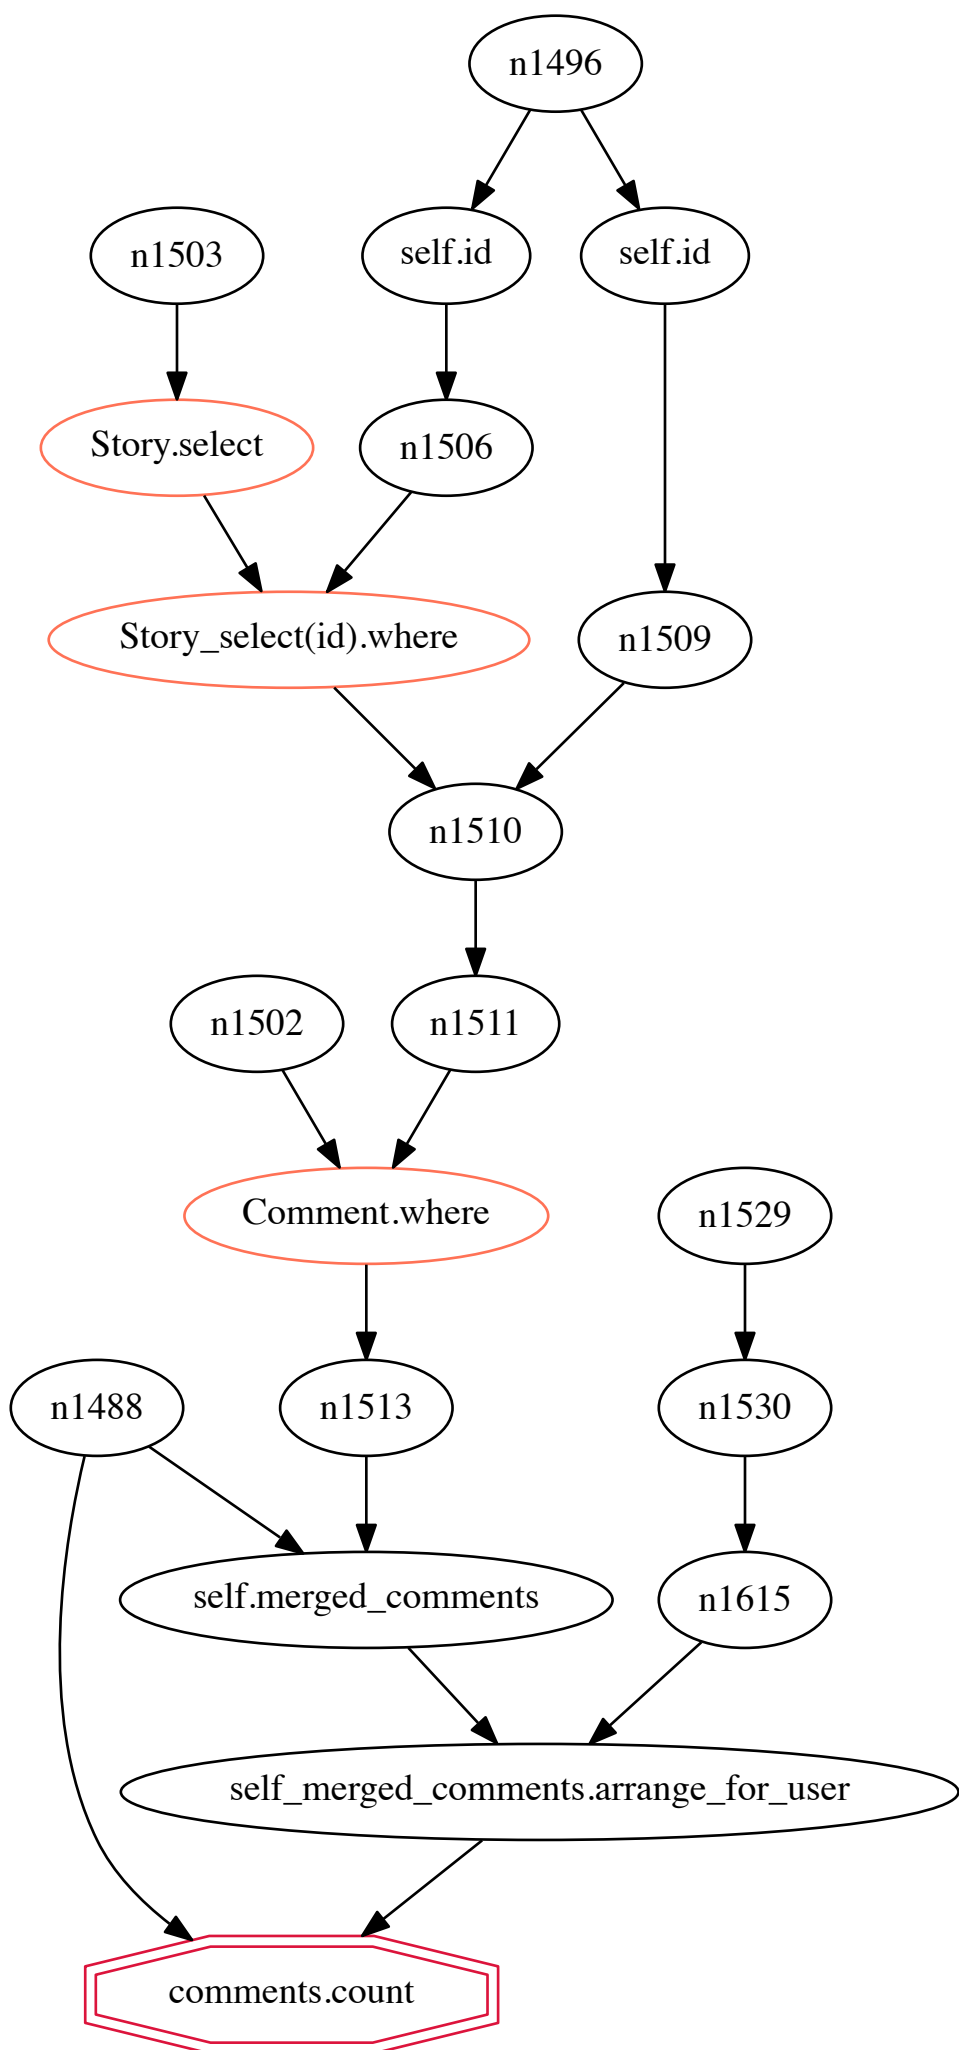 n1496
n1503
self.id
self.id
Story.select
n1506
Story_select(id).where
n1509
n1510
n1502
n1511
Comment.where
n1529
n1488
n1513
n1530
self.merged_comments
n1615
self_merged_comments.arrange_for_user
comments.count